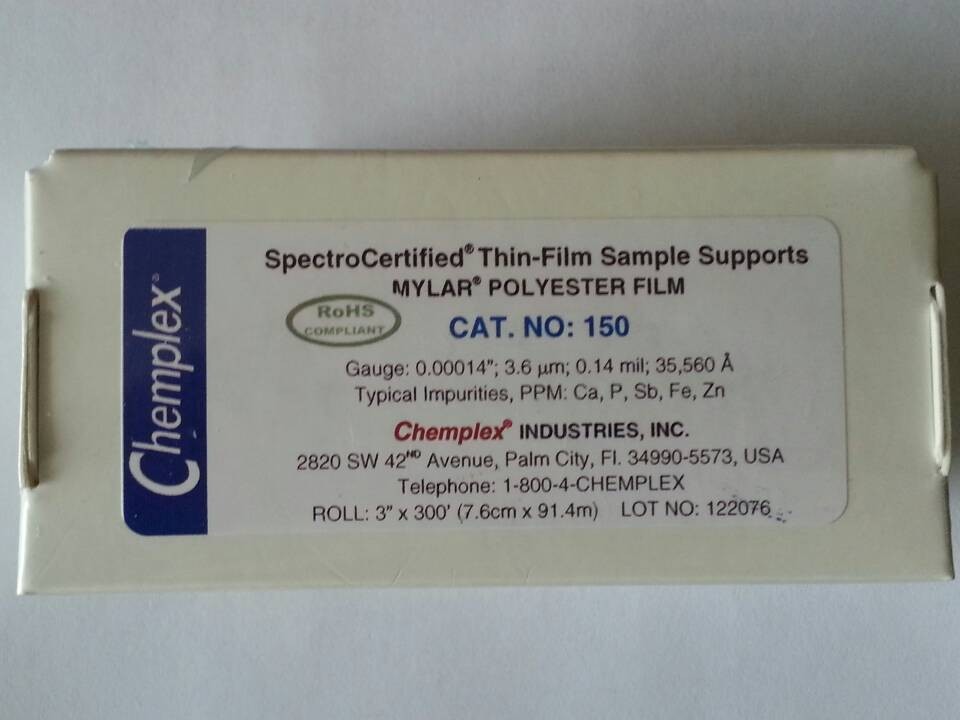 Chemplex®
SpectroCertified® Thin-Film Sample Supports
MYLAR® POLYESTER FILM
RoHS
COMPLIANT
CAT. NO: 150
Gauge: 0.00014"; 3.6 µm; 0.14 mil; 35,560 Å
Typical Impurities, PPM: Ca, P, Sb, Fe, Zn
Chemplex® INDUSTRIES, INC.
2820 SW 42ND Avenue, Palm City, Fl. 34990-5573, USA
Telephone: 1-800-4-CHEMPLEX
ROLL: 3" x 300' (7.6cm x 91.4m) LOT NO: 122076